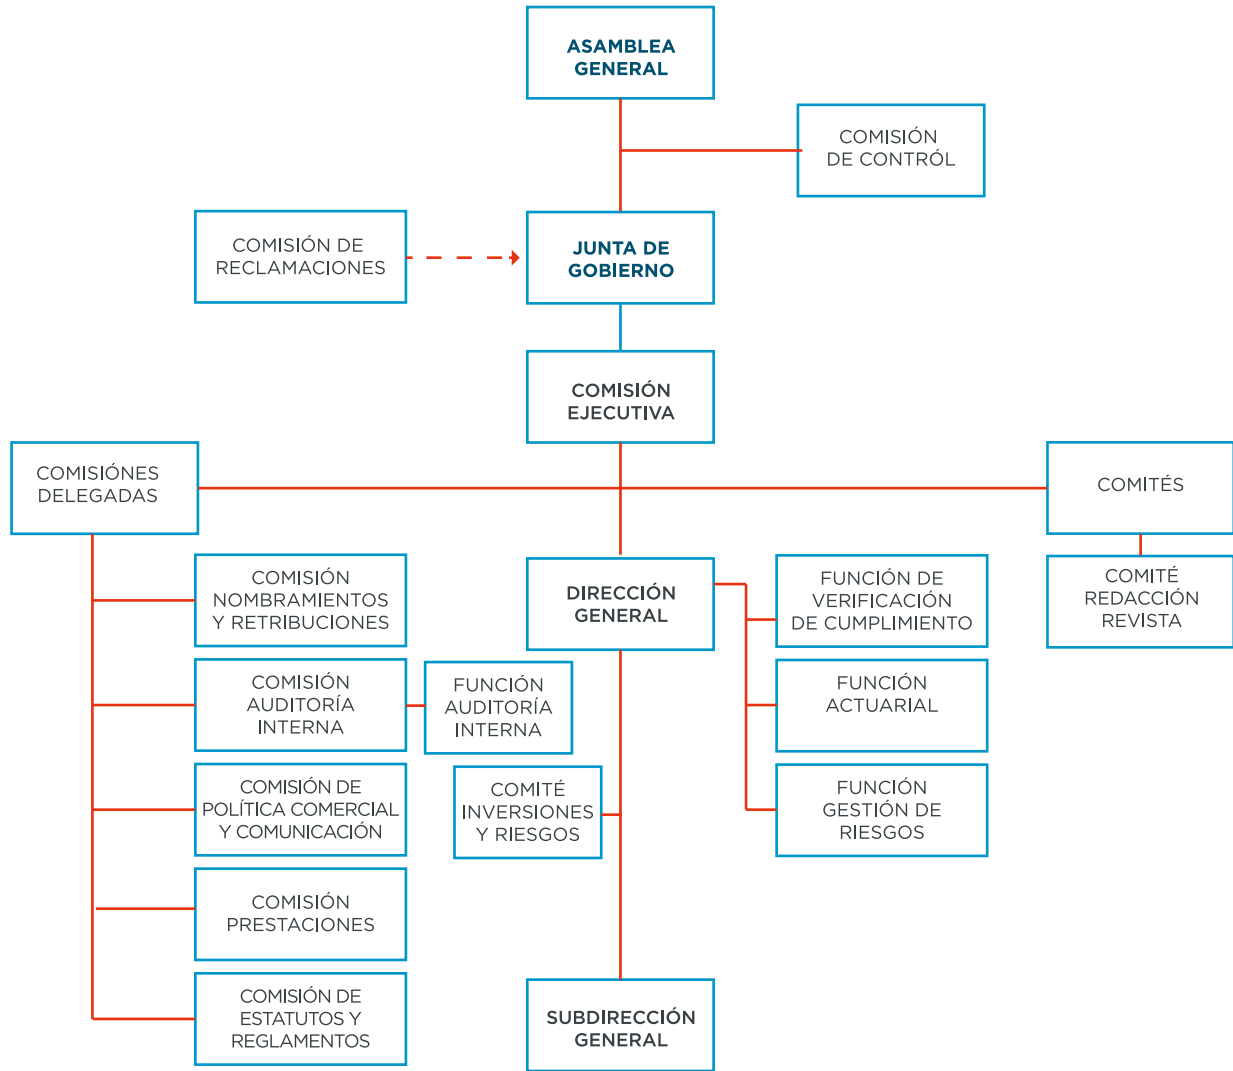 ASAMBLEA
GENERAL
COMISIÓN
DE CONTRÓL
COMISIÓN DE
RECLAMACIONES
JUNTA DE
GOBIERNO
COMISIÓN
EJECUTIVA
COMISIÓNES
DELEGADAS
COMITÉS
COMISIÓN
NOMBRAMIENTOS
Y RETRIBUCIONES
DIRECCIÓN
GENERAL
FUNCIÓN DE
VERIFICACIÓN
DE CUMPLIMIENTO
COMITÉ
REDACCIÓN
REVISTA
COMISIÓN
AUDITORÍA
INTERNA
FUNCIÓN
AUDITORÍA
INTERNA
FUNCIÓN
ACTUARIAL
COMISIÓN DE
POLÍTICA COMERCIAL
Y COMUNICACIÓN
COMITÉ
INVERSIONES
Y RIESGOS
FUNCIÓN
GESTIÓN DE
RIESGOS
COMISIÓN
PRESTACIONES
COMISIÓN DE
ESTATUTOS Y
REGLAMENTOS
SUBDIRECCIÓN
GENERAL